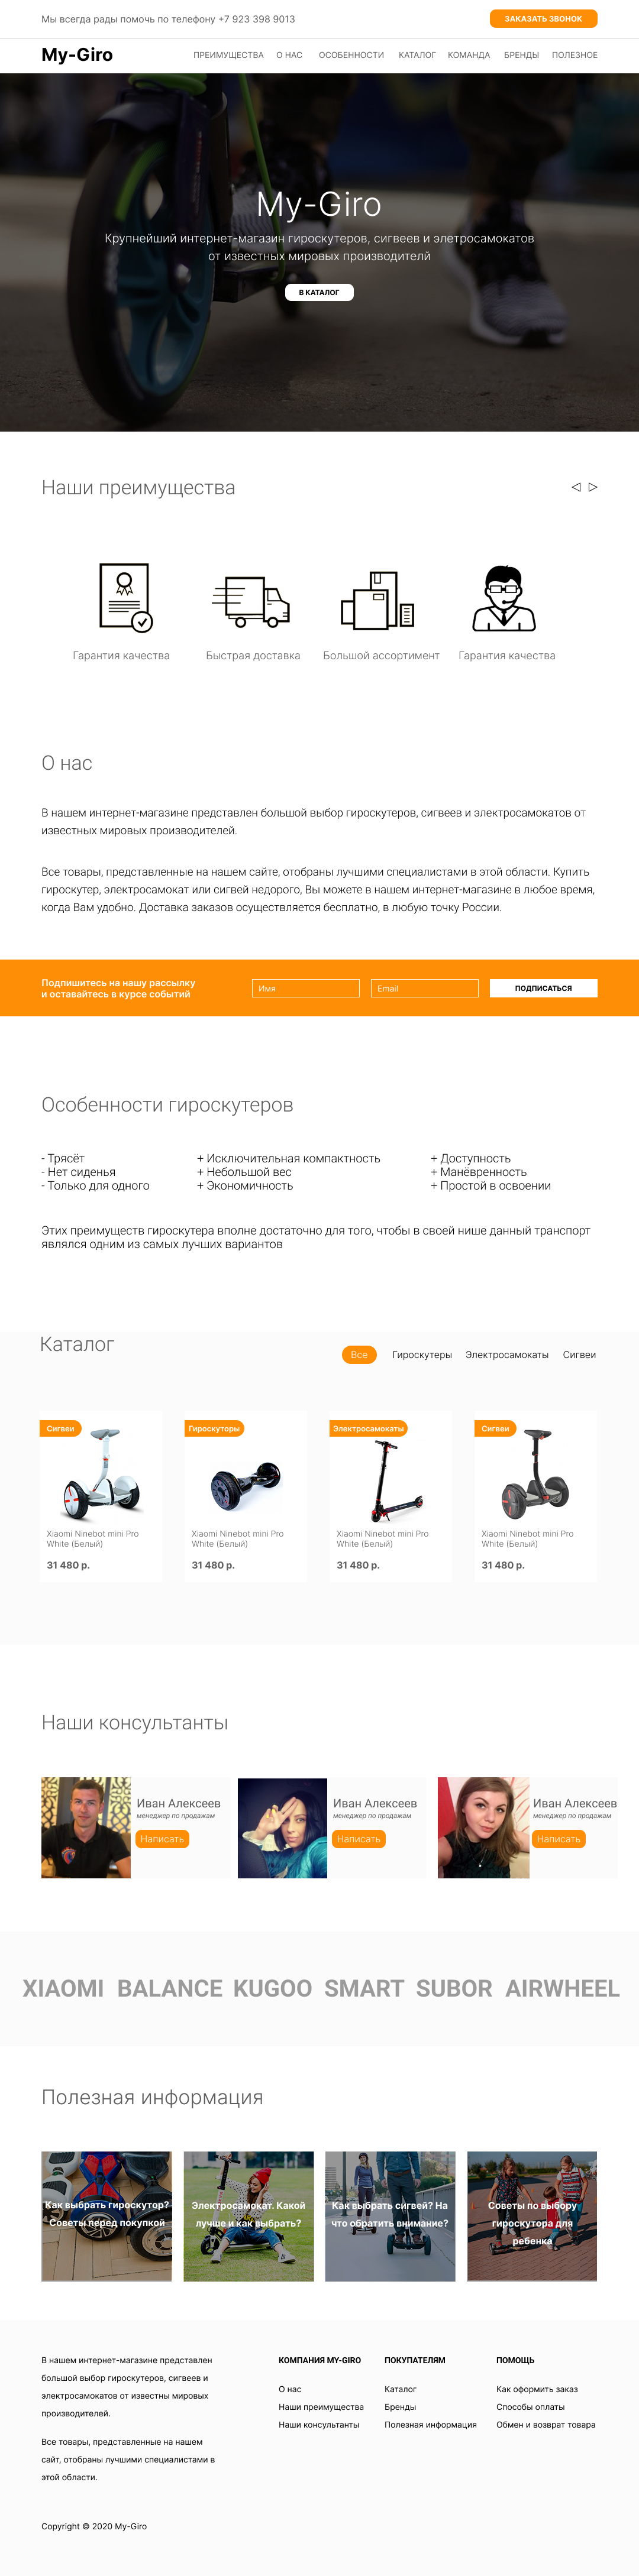 Мы всегда рады помочь по телефону +7 923 398 9013
ЗАКАЗАТЬ ЗВОНОК
My-Giro
ПРЕИМУЩЕСТВА О НАС ОСОБЕННОСТИ КАТАЛОГ КОМАНДА БРЕНДЫ ПОЛЕЗНОЕ
My-Giro
Крупнейший интернет-магазин гироскутеров, сигвеев и элетросамокатов
от известных мировых производителй
В КАТАЛОГ
Наши преимущества
Гарантия качества
Быстрая доставка
Большой ассортимент
Гарантия качества
О нас
В нашем интернет-магазине представлен большой выбор гироскутеров, сигвеев и электросамокатов от
известных мировых производителей.
Все товары, представленные на нашем сайте, отобраны лучшими специалистами в этой области. Купить
гироскутер, электросамокат или сигвей недорого, Вы можете в нашем интернет-магазине в любое время,
когда Вам удобно. Доставка заказов осуществляется бесплатно, в любую точку России.
Подпишитесь на нашу рассылку
и оставайтесь в курсе событий
Имя
Email
ПОДПИСАТЬСЯ
Особенности гироскутеров
- Трясёт
- Нет сиденья
- Только для одного
+ Исключительная компактность
+ Небольшой вес
+ Экономичность
+ Доступность
+ Манёвренность
+ Простой в освоении
Этих преимуществ гироскутера вполне достаточно для того, чтобы в своей нише данный транспорт
являлся одним из самых лучших вариантов
Каталог
Все Гироскутеры Электросамокаты Сигвеи
Сигвеи
Xiaomi Ninebot mini Pro
White (Белый)
31 480 р.
Гироскуторы
Xiaomi Ninebot mini Pro
White (Белый)
31 480 р.
Электросамокаты
Xiaomi Ninebot mini Pro
White (Белый)
31 480 р.
Сигвеи
Xiaomi Ninebot mini Pro
White (Белый)
31 480 р.
Наши консультанты
Иван Алексеев
менеджер по продажам
Написать
Иван Алексеев
менеджер по продажам
Написать
Иван Алексеев
менеджер по продажам
Написать
XIAOMI BALANCE KUGOO SMART SUBOR AIRWHEEL
Полезная информация
Как выбрать гироскутор?
Советы перед покупкой
Электросамокат. Какой
лучше и как выбрать?
Как выбрать сигвей? На
что обратить внимание?
Советы по выбору
гироскутора для
ребенка
В нашем интернет-магазине представлен
большой выбор гироскутеров, сигвеев и
электросамокатов от известны мировых
производителей.
Все товары, представленные на нашем
сайт, отобраны лучшими специалистами в
этой области.
КОМПАНИЯ MY-GIRO
О нас
Наши преимущества
Наши консультанты
ПОКУПАТЕЛЯМ
Каталог
Бренды
Полезная информация
ПОМОЩЬ
Как оформить заказ
Способы оплаты
Обмен и возврат товара
Copyright © 2020 My-Giro